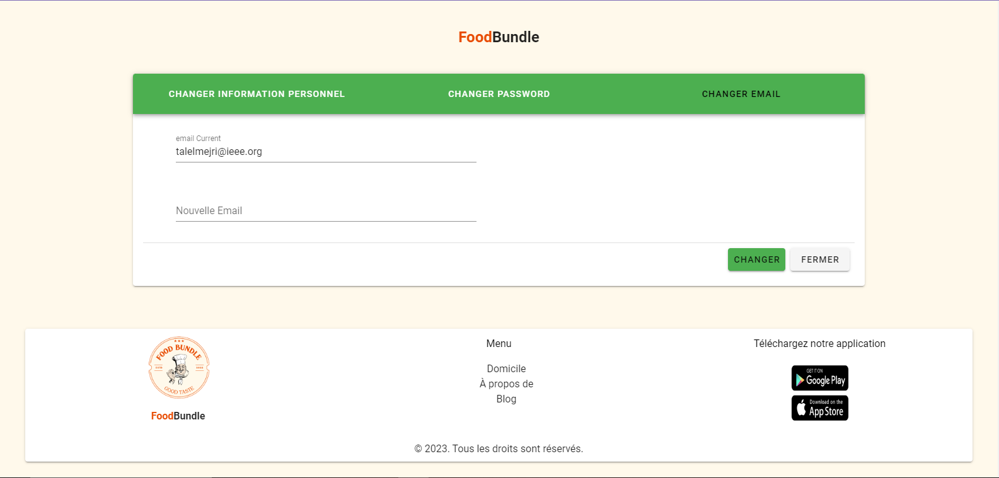 FoodBundle
CHANGER INFORMATION PERSONNEL
CHANGER PASSWORD
CHANGER EMAIL
email Current
talelmejri@ieee.org
Nouvelle Email
CHANGER
FERMER
FOOD BUNDLE
GOOD TASTE
FoodBundle
Menu
Domicile
À propos de
Blog
Téléchargez notre application
GET IT ON
Google Play
Download on the
App Store
© 2023. Tous les droits sont réservés.